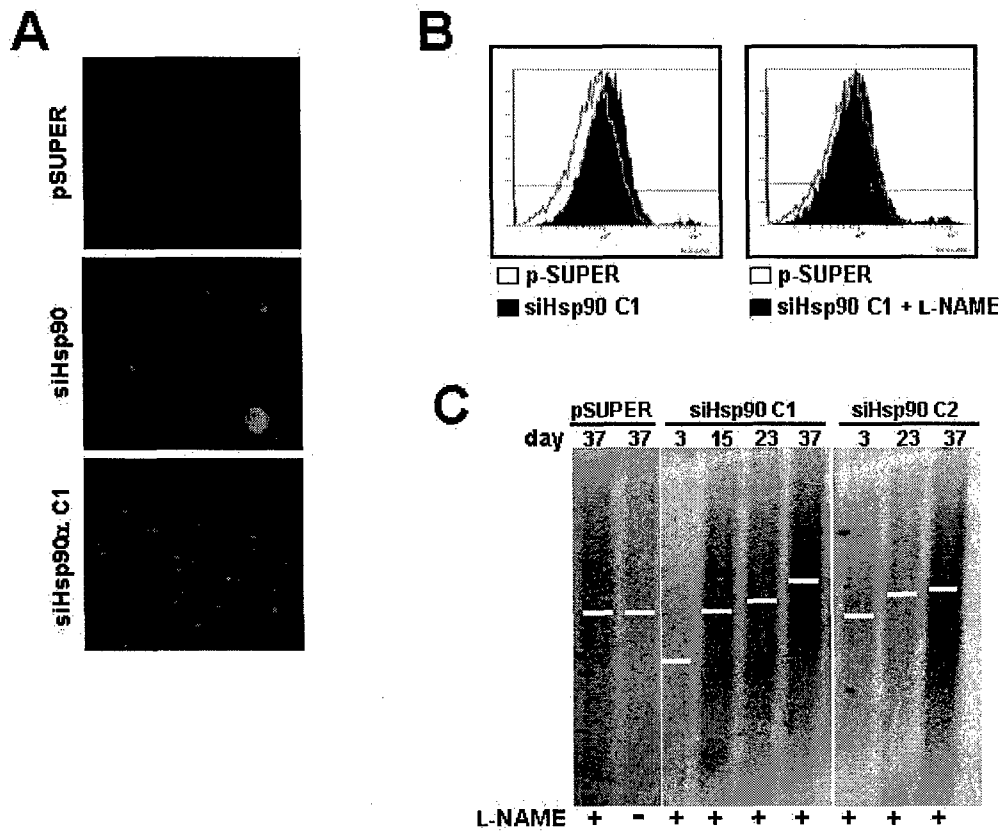 A
pSUPER
siHsp90
siHsp90α C1
B
p-SUPER
siHsp90 C1
p-SUPER
siHsp90 C1 + L-NAME
C
pSUPER siHsp90 C1 siHsp90 C2
day 37 37 3 15 23 37 3 23 37
L-NAME + - + + + + + + +